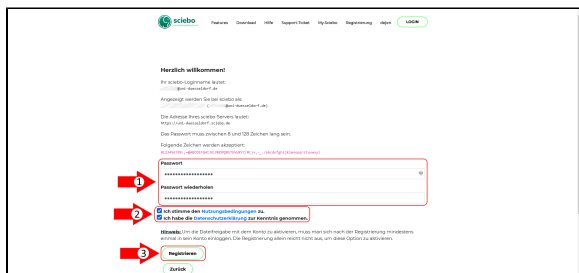 sciebo Features Download Hilfe Support-Ticket My.Sciebo Registrierung de|en LOGIN
Herzlich willkommen!
Ihr sciebo-Loginname lautet:
@uni-duesseldorf.de
Angezeigt werden Sie bei sciebo als:
@uni-duesseldorf.de)
Die Adresse Ihres sciebo-Servers lautet:
https://uni-duesseldorf.sciebo.de
Das Passwort muss zwischen 8 und 128 Zeichen lang sein.
Folgende Zeichen werden akzeptiert:
Passwort
1
Passwort wiederholen
2
Ich stimme den Nutzungsbedingungen zu.
Ich habe die Datenschutzerklärung zur Kenntnis genommen.
Hinweis: Um die Dateifreigabe mit dem Konto zu aktivieren, muss man sich nach der Registrierung mindestens
einmal in sein Konto einloggen. Die Registrierung allein reicht nicht aus, um diese Option zu aktivieren.
3
Registrieren
Zurück